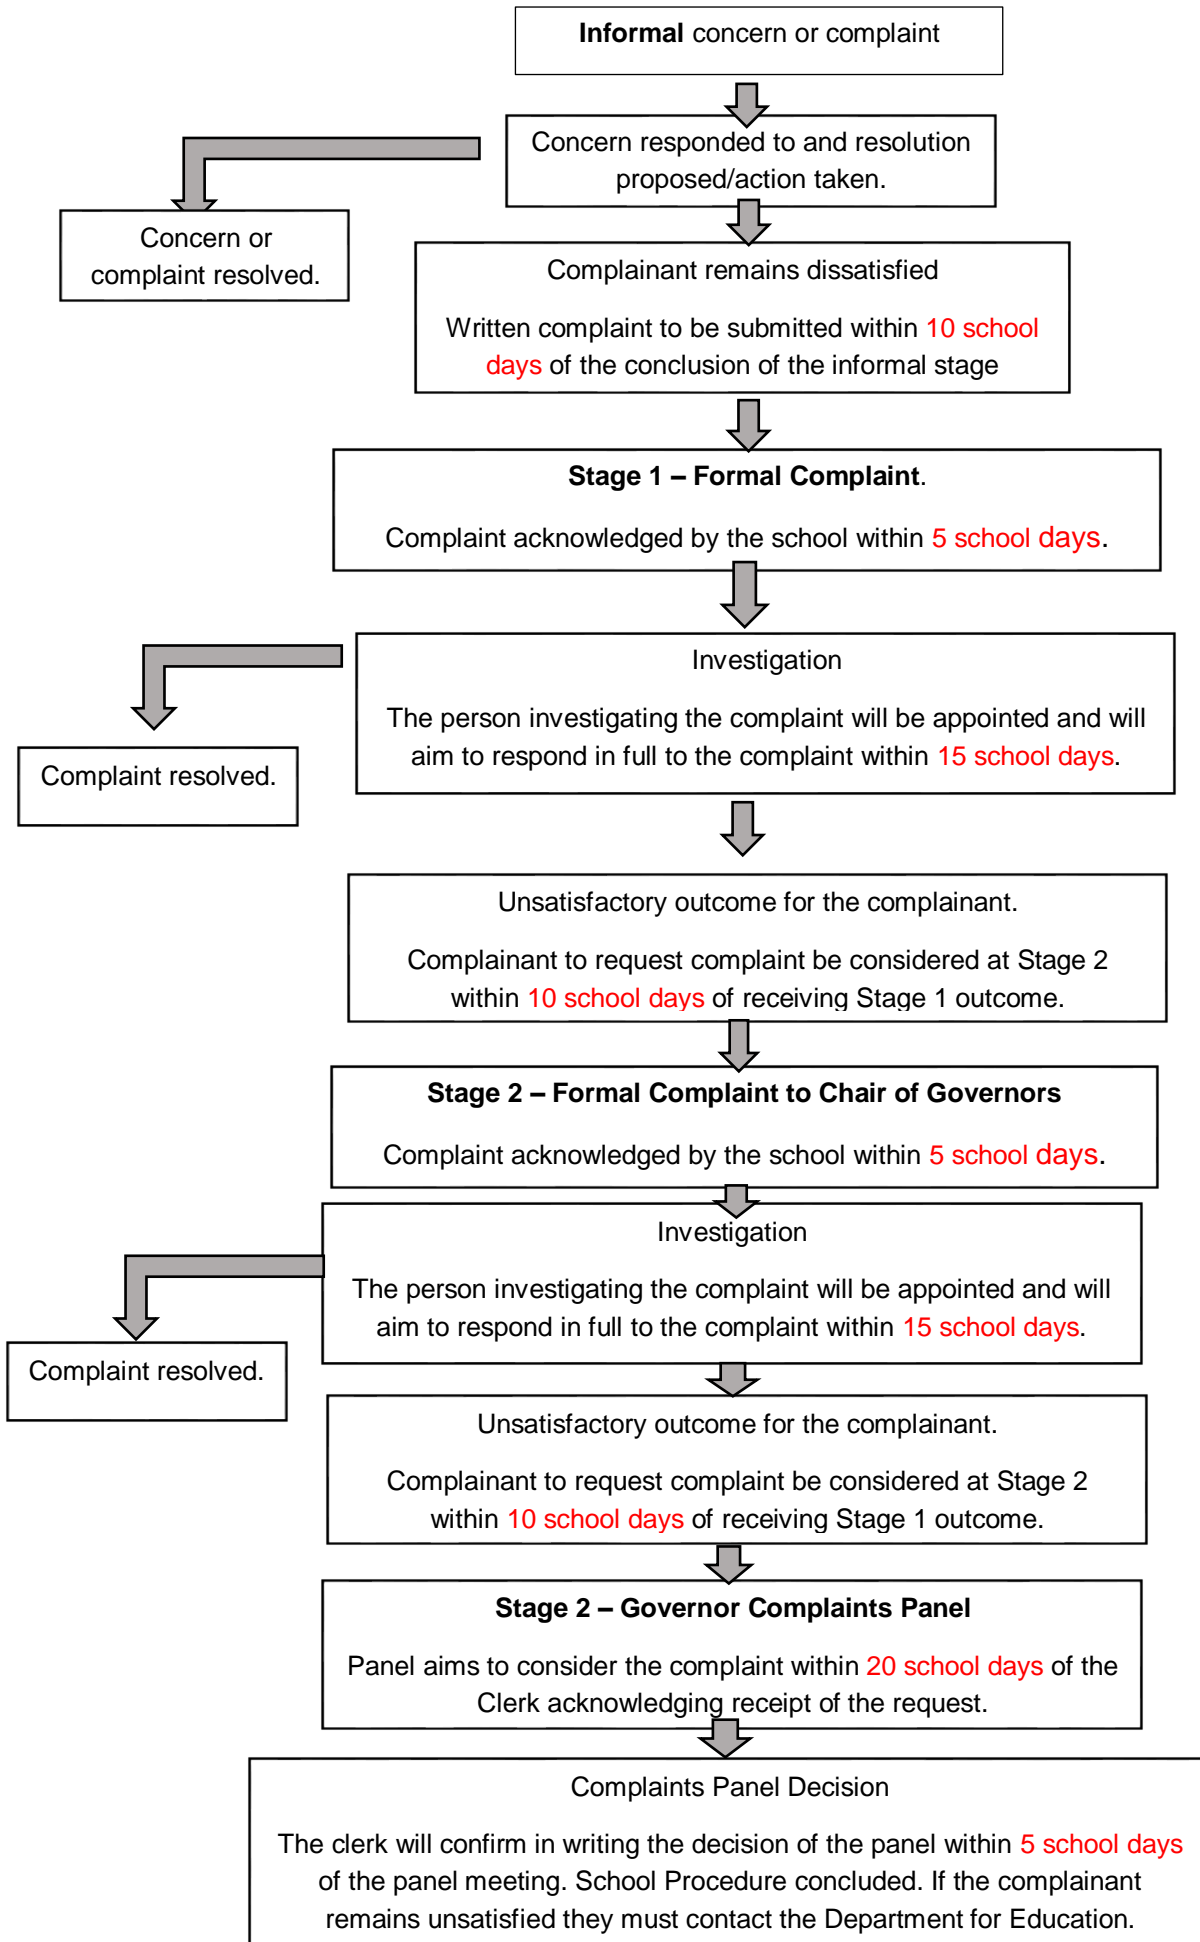 Informal concern or complaint
Concern responded to and resolution
proposed/action taken.
Concern or
complaint resolved.
Complainant remains dissatisfied
Written complaint to be submitted within 10 school
days of the conclusion of the informal stage
Stage 1 – Formal Complaint.
Complaint acknowledged by the school within 5 school days.
Investigation
The person investigating the complaint will be appointed and will
aim to respond in full to the complaint within 15 school days.
Complaint resolved.
Unsatisfactory outcome for the complainant.
Complainant to request complaint be considered at Stage 2
within 10 school days of receiving Stage 1 outcome.
Stage 2 – Formal Complaint to Chair of Governors
Complaint acknowledged by the school within 5 school days.
Investigation
The person investigating the complaint will be appointed and will
aim to respond in full to the complaint within 15 school days.
Complaint resolved.
Unsatisfactory outcome for the complainant.
Complainant to request complaint be considered at Stage 2
within 10 school days of receiving Stage 1 outcome.
Stage 2 – Governor Complaints Panel
Panel aims to consider the complaint within 20 school days of the
Clerk acknowledging receipt of the request.
Complaints Panel Decision
The clerk will confirm in writing the decision of the panel within 5 school days
of the panel meeting. School Procedure concluded. If the complainant
remains unsatisfied they must contact the Department for Education.